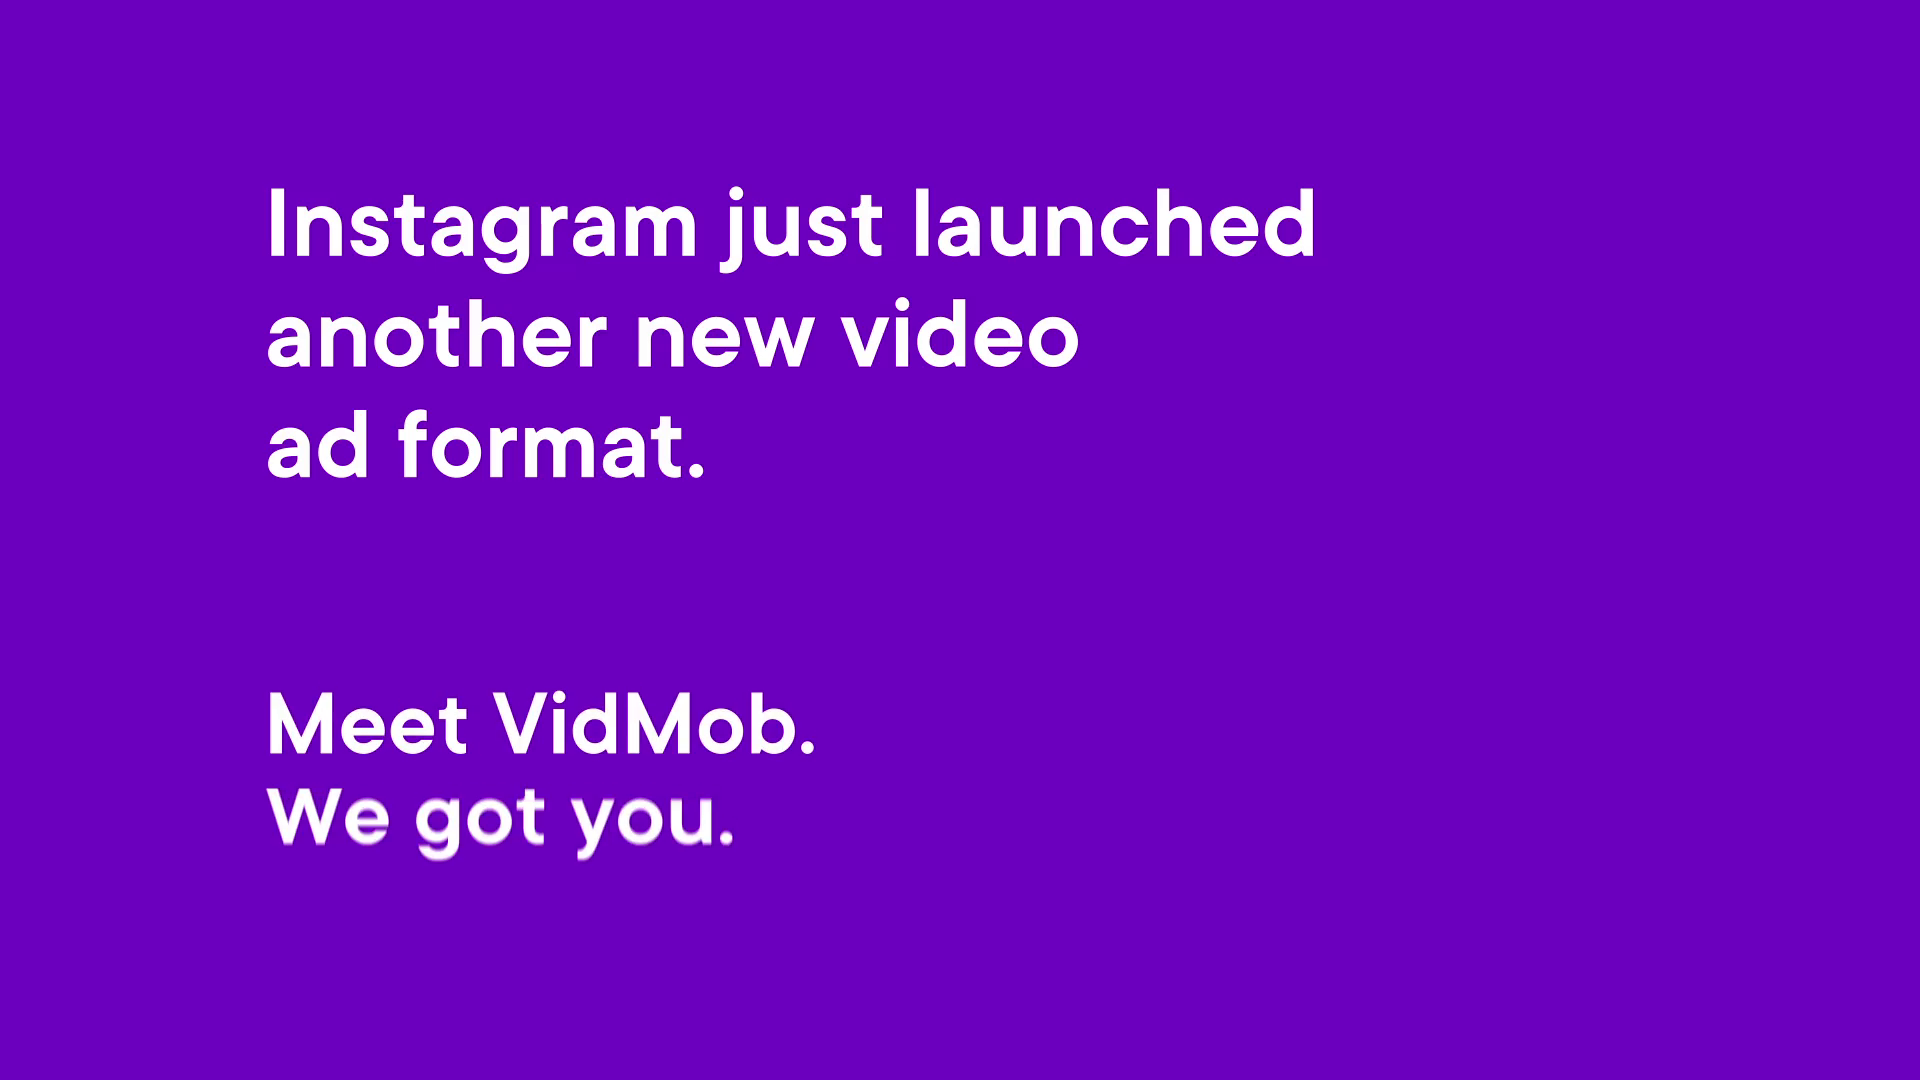 Instagram just launched
another new video
ad format.
Meet VidMob.
We got you.